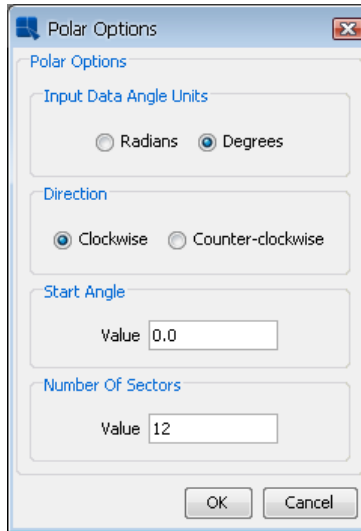 Polar Options
Polar Options
Input Data Angle Units
Radians Degrees
Direction
Clockwise Counter-clockwise
Start Angle
Value 0.0
Number Of Sectors
Value 12
OK Cancel